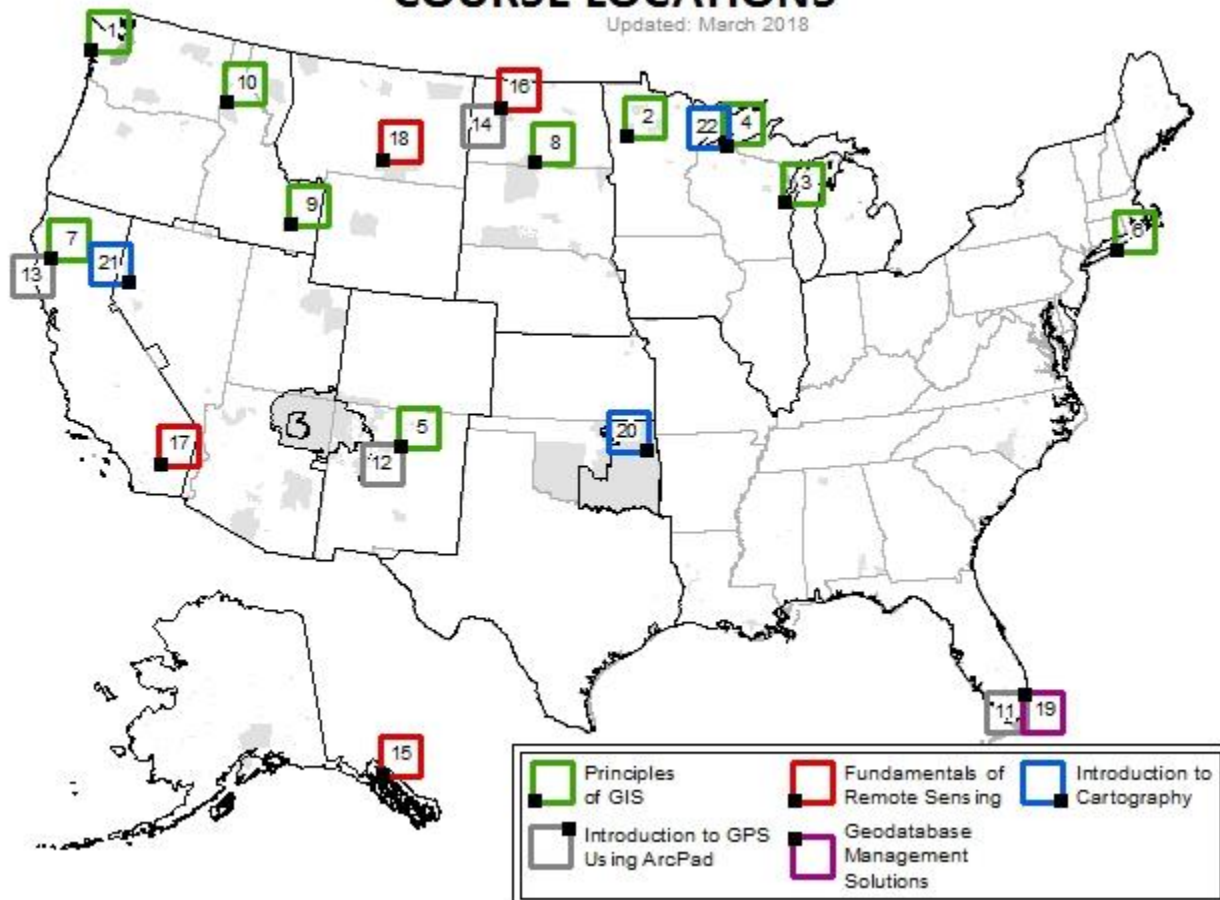 COURSE LOCATIONS
Updated: March 2018
1
10
16
14
18
8
2
22
4
3
9
7
13
21
6
5
12
17
20
15
11
19
Principles
of GIS
Fundamentals of
Remote Sensing
Introduction to
Cartography
Introduction to GPS
Using ArcPad
Geodatabase
Management
Solutions